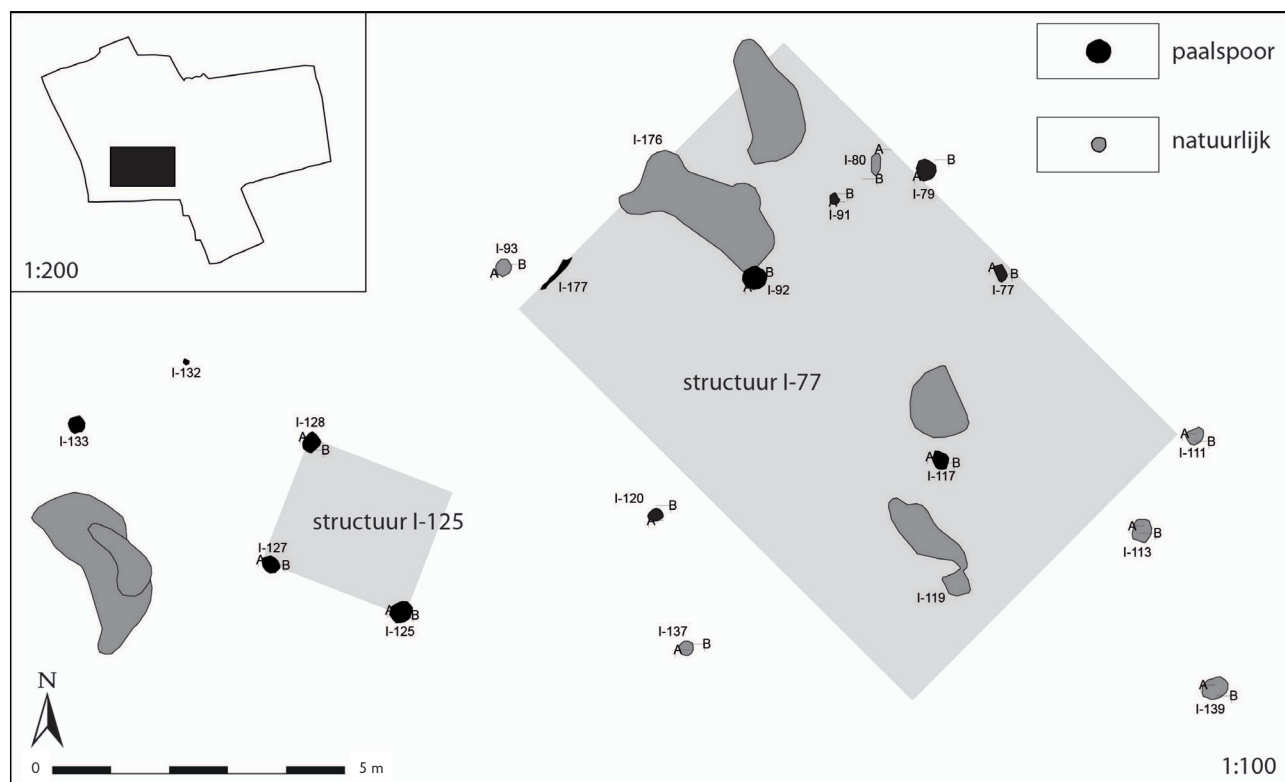 paalspoor
natuurlijk
1:200
I-176
A
I-80
B
B
A
I-79
B
A
I-91
I-93
B
A
I-177
B
A
I-92
A
B
I-77
I-132
structuur I-77
I-133
I-128
A
B
A
B
I-111
A
B
I-117
I-120
B
A
structuur I-125
A
B
I-113
I-127
A
B
I-119
A
B
I-125
I-137
B
A
A
B
I-139
N
0
5 m
1:100